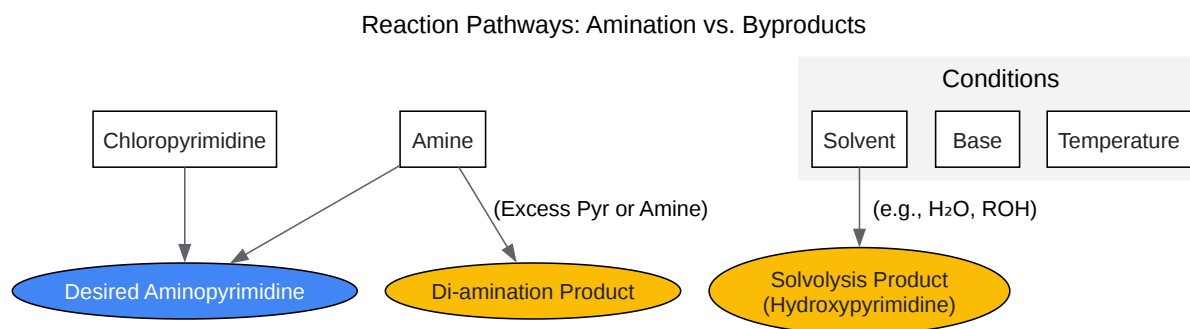 Reaction Pathways: Amination vs. Byproducts
Conditions
Chloropyrimidine
Amine
Solvent
Base
Temperature
(Excess Pyr or Amine)
(e.g., H₂O, ROH)
Desired Aminopyrimidine
Di-amination Product
Solvolysis Product
(Hydroxypyrimidine)